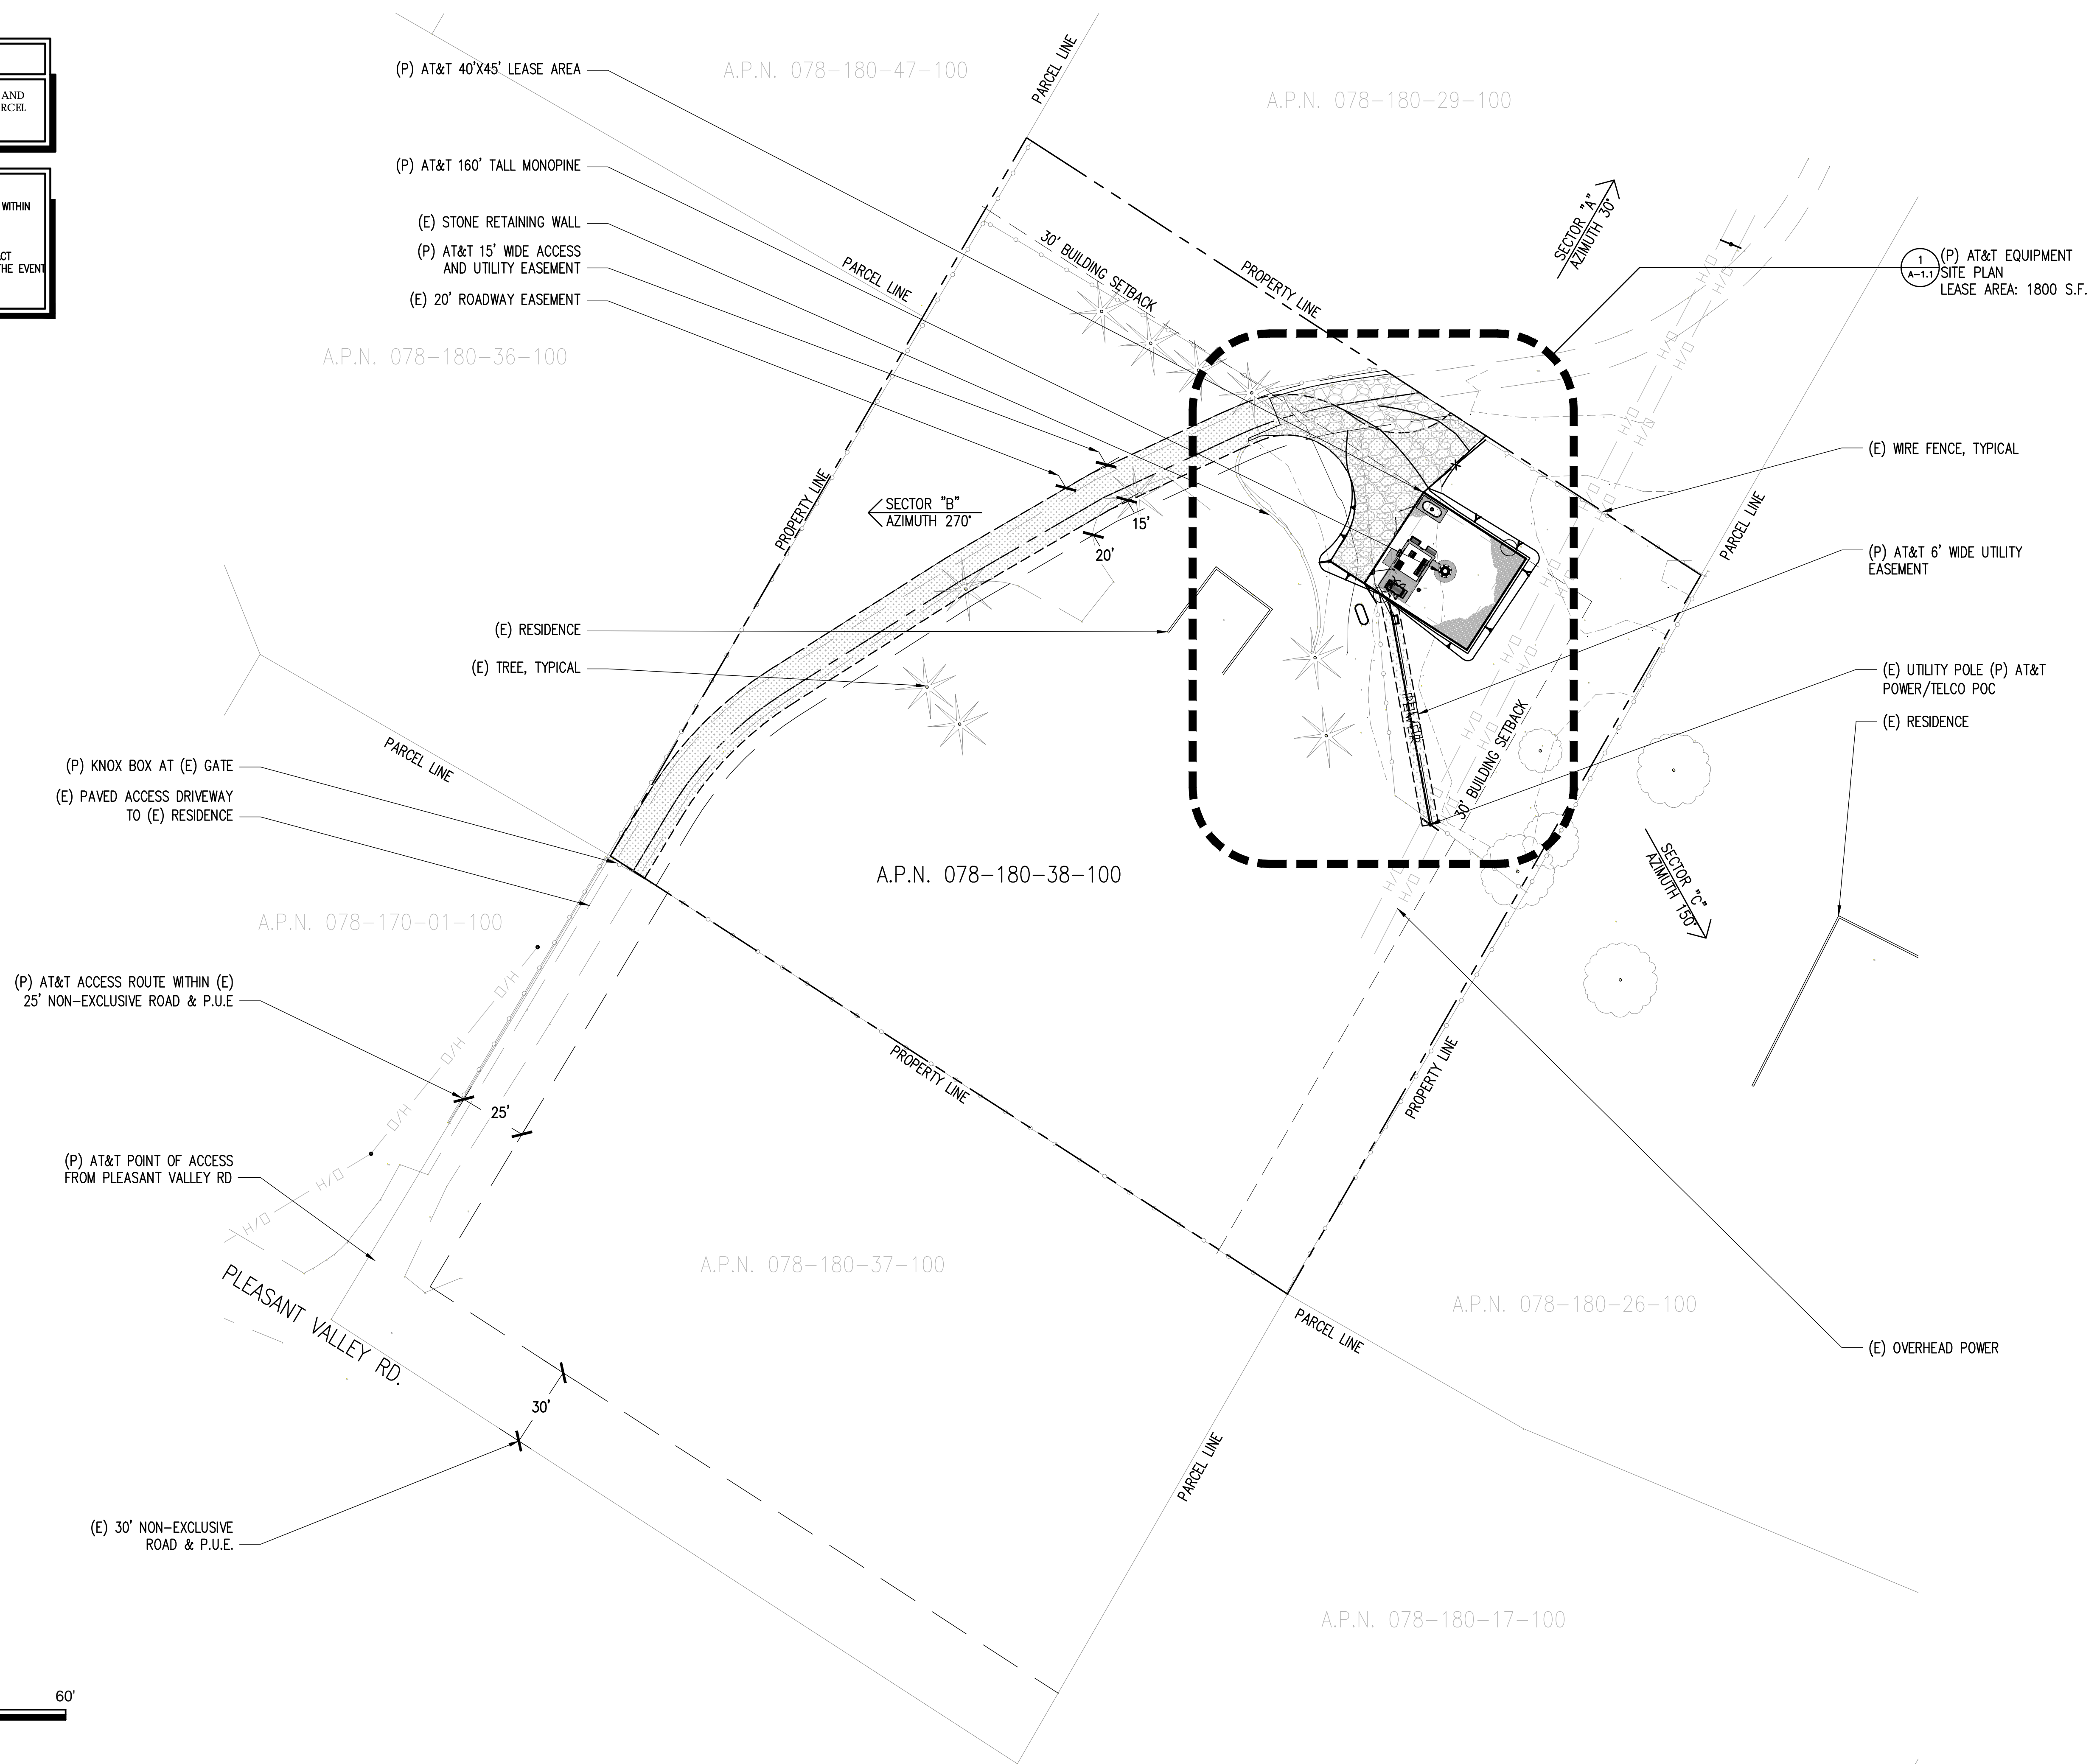 AND
RCEL
WITHIN
CT
THE EVENT
(P) AT&T 40'X45' LEASE AREA
A.P.N. 078-180-47-100
PARCEL LINE
A.P.N. 078-180-29-100
(P) AT&T 160' TALL MONOPINE
(E) STONE RETAINING WALL
(P) AT&T 15' WIDE ACCESS
AND UTILITY EASEMENT
(E) 20' ROADWAY EASEMENT
PARCEL LINE
30' BUILDING SETBACK
PROPERTY LINE
SECTOR "A"
AZIMUTH 30°
1
A-1.1
(P) AT&T EQUIPMENT
SITE PLAN
LEASE AREA: 1800 S.F.
A.P.N. 078-180-36-100
H/O
H/O
H/O
H/O
H/O
H/O
(E) WIRE FENCE, TYPICAL
PROPERTY LINE
SECTOR "B"
AZIMUTH 270°
15'
20'
PARCEL LINE
(P) AT&T 6' WIDE UTILITY
EASEMENT
H/O
H/O
(E) RESIDENCE
(E) TREE, TYPICAL
H/O
H/O
(E) UTILITY POLE (P) AT&T
POWER/TELCO POC
(E) RESIDENCE
30' BUILDING SETBACK
PARCEL LINE
(P) KNOX BOX AT (E) GATE
(E) PAVED ACCESS DRIVEWAY
TO (E) RESIDENCE
A.P.N. 078-180-38-100
H/O
H/O
SECTOR "C"
AZIMUTH 150°
A.P.N. 078-170-01-100
(P) AT&T ACCESS ROUTE WITHIN (E)
25' NON-EXCLUSIVE ROAD & P.U.E
O/H
O/H
O/H
25'
PROPERTY LINE
PROPERTY LINE
(P) AT&T POINT OF ACCESS
FROM PLEASANT VALLEY RD
H/O
H/O
PLEASANT VALLEY RD.
A.P.N. 078-180-37-100
A.P.N. 078-180-26-100
PARCEL LINE
(E) OVERHEAD POWER
30'
PARCEL LINE
(E) 30' NON-EXCLUSIVE
ROAD & P.U.E.
A.P.N. 078-180-17-100
60'